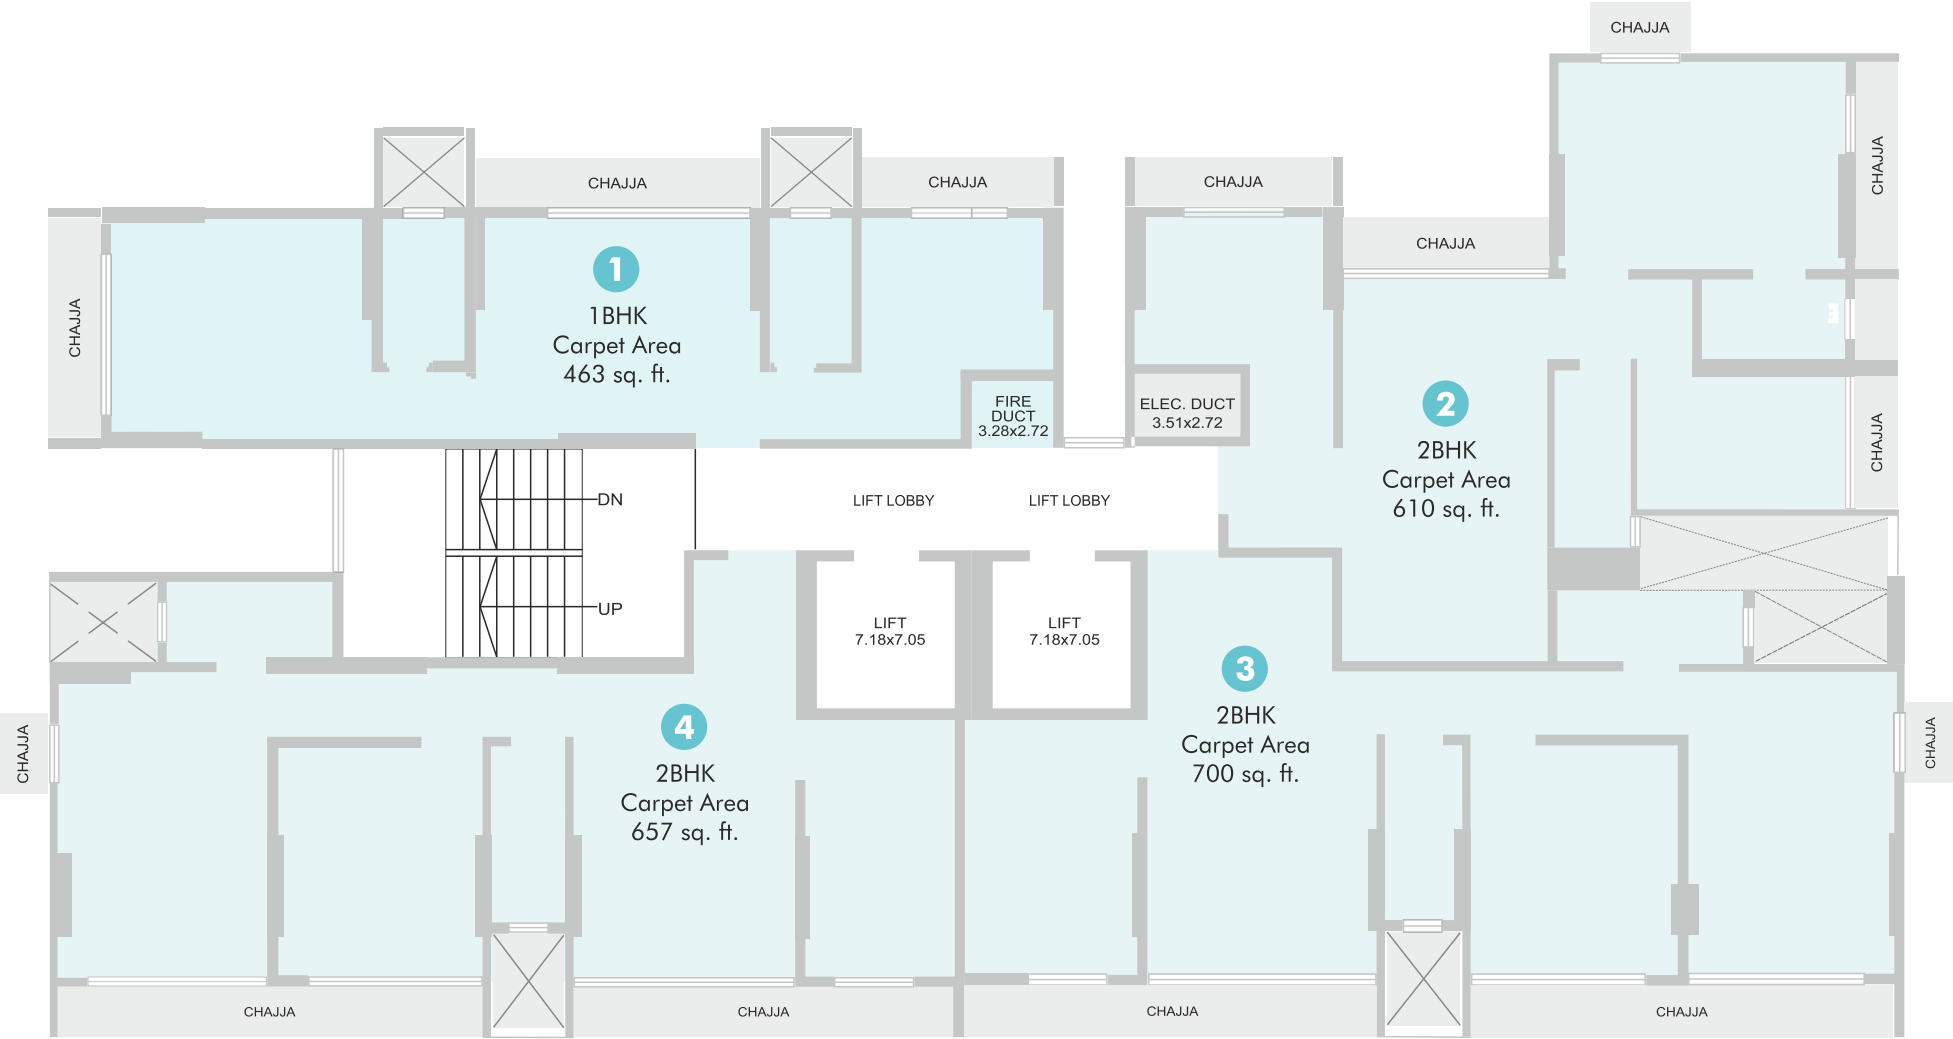 CHAJJA
CHAJJA
CHAJJA
CHAJJA
CHAJJA
CHAJJA
CHAJJA
1
1BHK
Carpet Area
463 sq. ft.
FIRE
DUCT
3.28x2.72
ELEC. DUCT
3.51x2.72
2
2BHK
Carpet Area
610 sq. ft.
CHAJJA
DN
LIFT LOBBY
LIFT LOBBY
UP
LIFT
7.18x7.05
LIFT
7.18x7.05
3
2BHK
Carpet Area
700 sq. ft.
4
2BHK
Carpet Area
657 sq. ft.
CHAJJA
CHAJJA
CHAJJA
CHAJJA
CHAJJA
CHAJJA